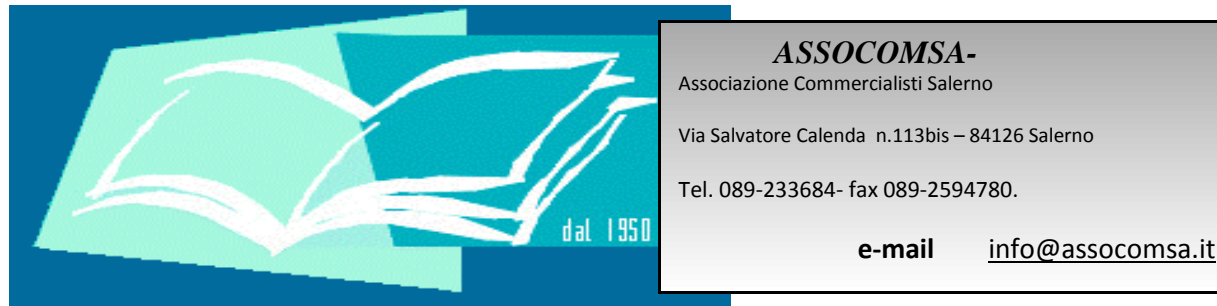 dal 1950
ASSOCOMSA-
Associazione Commercialisti Salerno
Via Salvatore Calenda n.113bis – 84126 Salerno
Tel. 089-233684- fax 089-2594780.
e-mail info@assocomsa.it